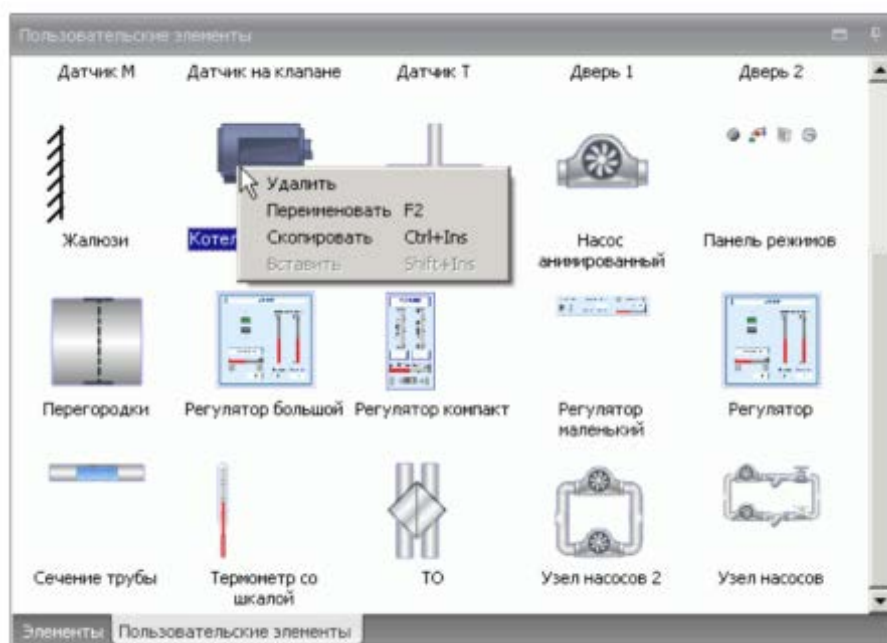 Пользовательские элементы
Датчик М Датчик на клапане Датчик Т Дверь 1 Дверь 2
Удалить
Переименовать F2
Скопировать Ctrl+Ins
Вставить Shift+Ins
Жалюзи Котел Насос анимированный Панель режимов
Перегородки Регулятор большой Регулятор компакт Регулятор маленький Регулятор
Сечение трубы Термометр со шкалой ТО Узел насосов 2 Узел насосов
Элементы Пользовательские элементы